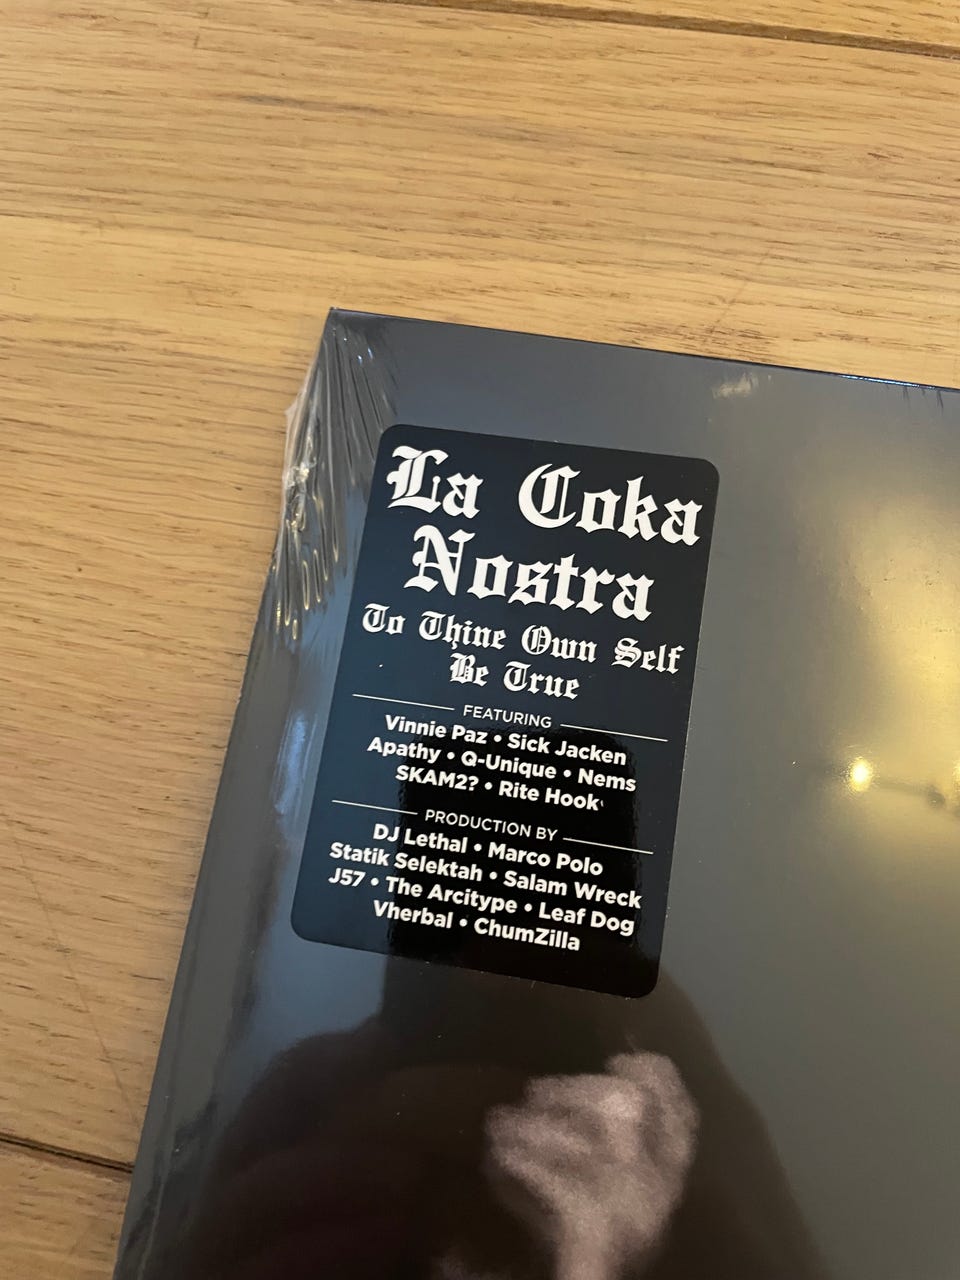 La Coka
Nostra
To Thine Own Self
Be True
FEATURING
Vinnie Paz • Sick Jacken
Apathy • Q-Unique • Nems
SKAM2? • Rite Hook
PRODUCTION BY
DJ Lethal • Marco Polo
Statik Selektah • Salam Wreck
J57 • The Arcitype • Leaf Dog
Vherbal • ChumZilla